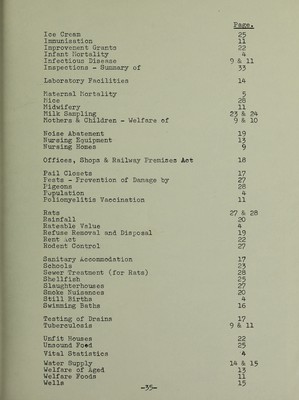 Page.
Ice Cream 25
Immunisation 11
Improvement Grants 22
Infant Mortality 4
Infectious Disease 9 & 11
Inspections - Summary of 33
Laboratory Facilities 14
Maternal Mortality 5
Mice 28
Midwifery 11
Milk Sampling 23 & 24
Mothers & Children - Welfare of 9 & 10
Noise Abatement 19
Nursing Equipment 13
Nursing Homes 9
Offices, Shops & Railway Premises Act 18
Pail Closets 17
Pests - Prevention of Damage by 27
Pigeons 28
Population 4
Poliomyelitis Vaccination 11
Rats 27 & 28
Rainfall 20
Rateable Value 4
Refuse Removal and Disposal 19
Rent Act 22
Rodent Control 27
Sanitary Accommodation 17
Schools 23
Sewer Treatment (for Rats) 28
Shellfish 25
Slaughterhouses 27
Smoke Nuisances 20
Still Births 4
Swimming Baths 16
Testing of Drains 17
Tuberculosis 9 & 11
Unfit Houses 22
Unsound Food 25
Vital Statistics 4
Water Supply 14 & 15
Welfare of Aged 13
Welfare Foods 11
Wells 15
-35-